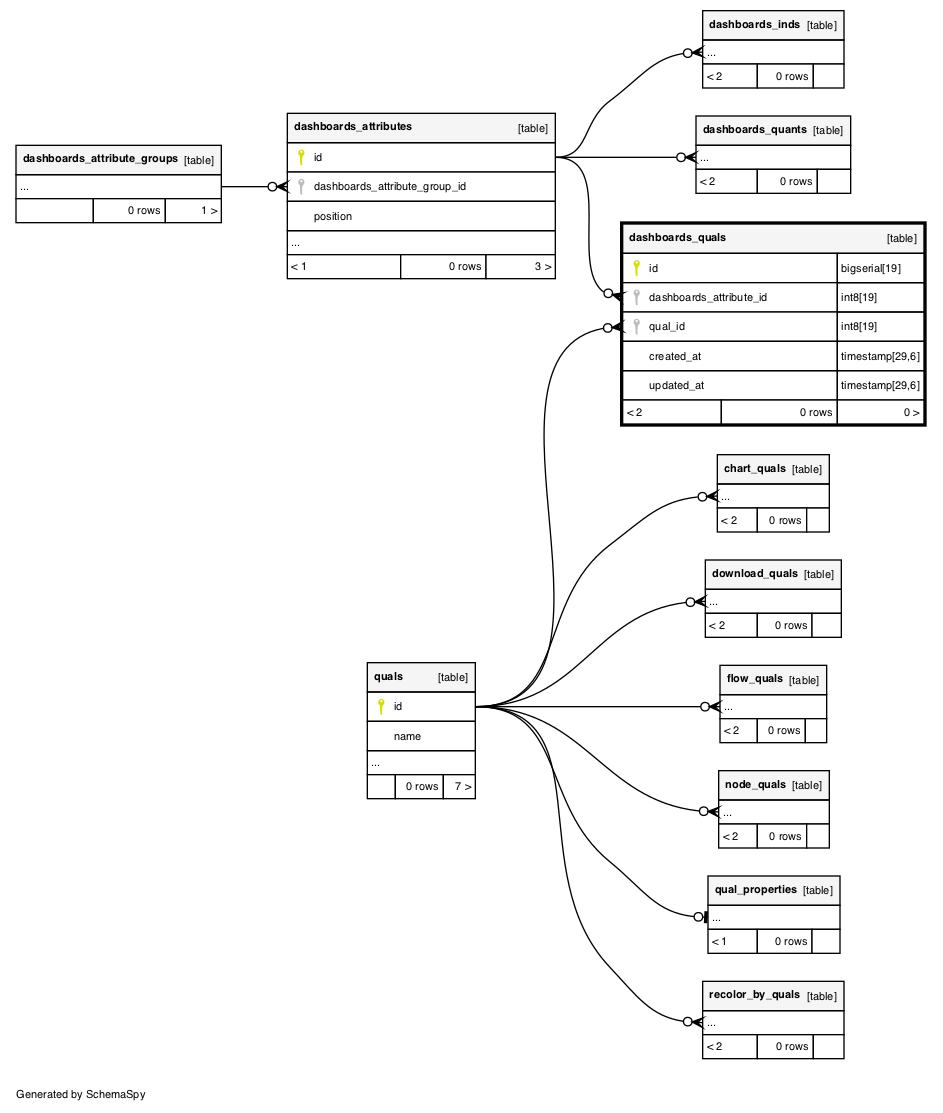 dashboards_inds [table]
...
< 2 0 rows
dashboards_attributes [table]
id
dashboards_attribute_group_id
position
...
< 1 0 rows 3 >
dashboards_quants [table]
...
< 2 0 rows
dashboards_attribute_groups [table]
...
0 rows 1 >
dashboards_quals [table]
id bigserial[19]
dashboards_attribute_id int8[19]
qual_id int8[19]
created_at timestamp[29,6]
updated_at timestamp[29,6]
< 2 0 rows 0 >
chart_quals [table]
...
< 2 0 rows
download_quals [table]
...
< 2 0 rows
quals [table]
id
name
...
0 rows 7 >
flow_quals [table]
...
< 2 0 rows
node_quals [table]
...
< 2 0 rows
qual_properties [table]
...
< 1 0 rows
recolor_by_quals [table]
...
< 2 0 rows
Generated by SchemaSpy